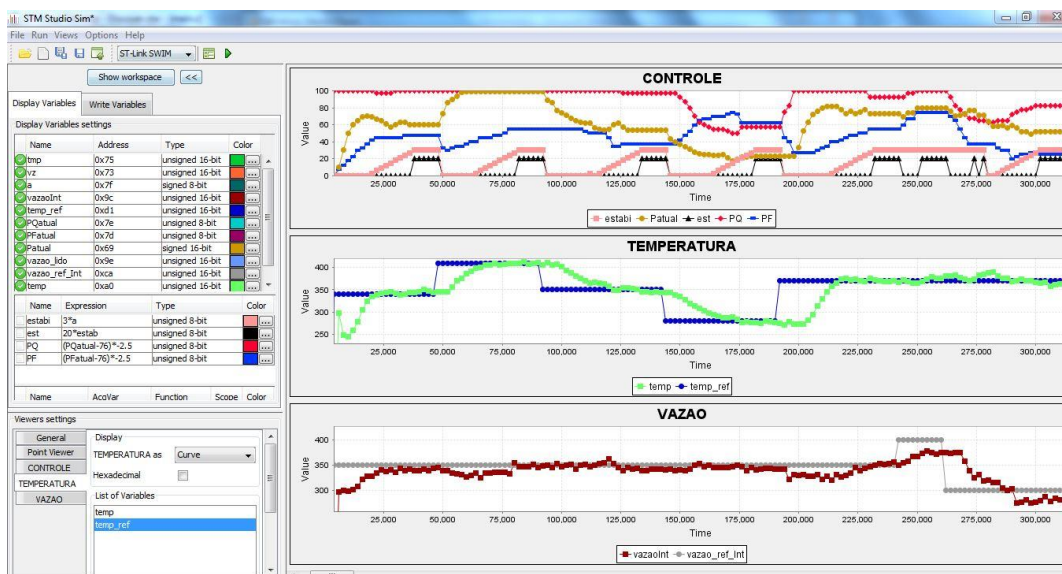 STM Studio Sim*
File Run Views Options Help
ST-Link SWIM
Show workspace <<
Display Variables Write Variables
Display Variables settings
Name Address Type Color
tmp 0x75 unsigned 16-bit ...
vz 0x73 unsigned 16-bit ...
a 0x7f signed 8-bit ...
vazaoInt 0x9c unsigned 16-bit ...
temp_ref 0xd1 unsigned 16-bit ...
PQatual 0x7e unsigned 8-bit ...
PFatual 0x7d unsigned 8-bit ...
Patual 0x69 signed 16-bit ...
vazao_lido 0x9e unsigned 16-bit ...
vazao_ref_Int 0xca unsigned 16-bit ...
temp 0xa0 unsigned 16-bit ...
Name Expression Type Color
estabi 3*a unsigned 8-bit ...
est 20*estab unsigned 8-bit ...
PQ (PQatual-76)*-2.5 unsigned 8-bit ...
PF (PFatual-76)*-2.5 unsigned 8-bit ...
Name AcqVar Function Scope Color
Viewers settings
General
Point Viewer
CONTROLE
TEMPERATURA
VAZAO
Display
TEMPERATURA as Curve
Hexadecimal
List of Variables
temp
temp_ref
CONTROLE
Value
100
80
60
40
20
0
25,000 50,000 75,000 100,000 125,000 150,000 175,000 200,000 225,000 250,000 275,000 300,000
Time
estabi Patual est PQ PF
TEMPERATURA
Value
400
350
300
250
25,000 50,000 75,000 100,000 125,000 150,000 175,000 200,000 225,000 250,000 275,000 300,000
Time
temp temp_ref
VAZAO
Value
400
350
300
25,000 50,000 75,000 100,000 125,000 150,000 175,000 200,000 225,000 250,000 275,000 300,000
Time
vazaoInt vazao_ref_Int